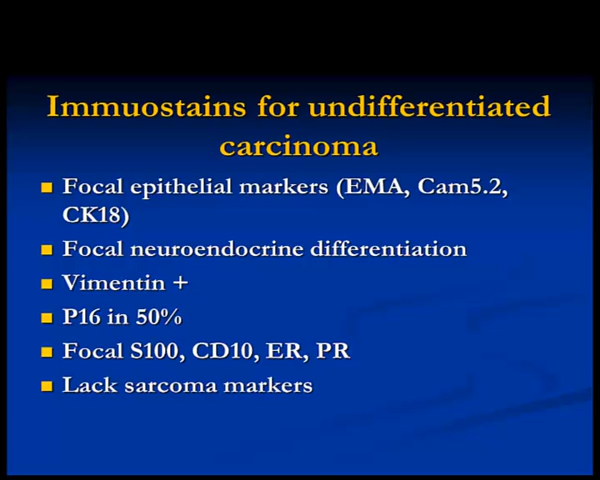 Immuostains for undifferentiated
carcinoma
Focal epithelial markers (EMA, Cam5.2,
CK18)
Focal neuroendocrine differentiation
Vimentin +
P16 in 50%
Focal S100, CD10, ER, PR
Lack sarcoma markers